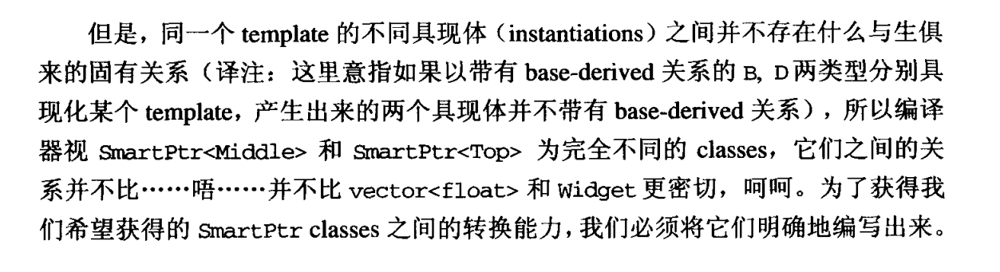 但是，同一个 template 的不同具现体（instantiations）之间并不存在什么与生俱
来的固有关系（译注：这里意指如果以带有 base-derived 关系的 B, D 两类型分别具
现化某个 template，产生出来的两个具现体并不带有 base-derived 关系），所以编译
器视 SmartPtr<Middle> 和 SmartPtr<Top> 为完全不同的 classes，它们之间的关
系并不比……唔……并不比 vector<float> 和 Widget 更密切，呵呵。为了获得我
们希望获得的 SmartPtr classes 之间的转换能力，我们必须将它们明确地编写出来。